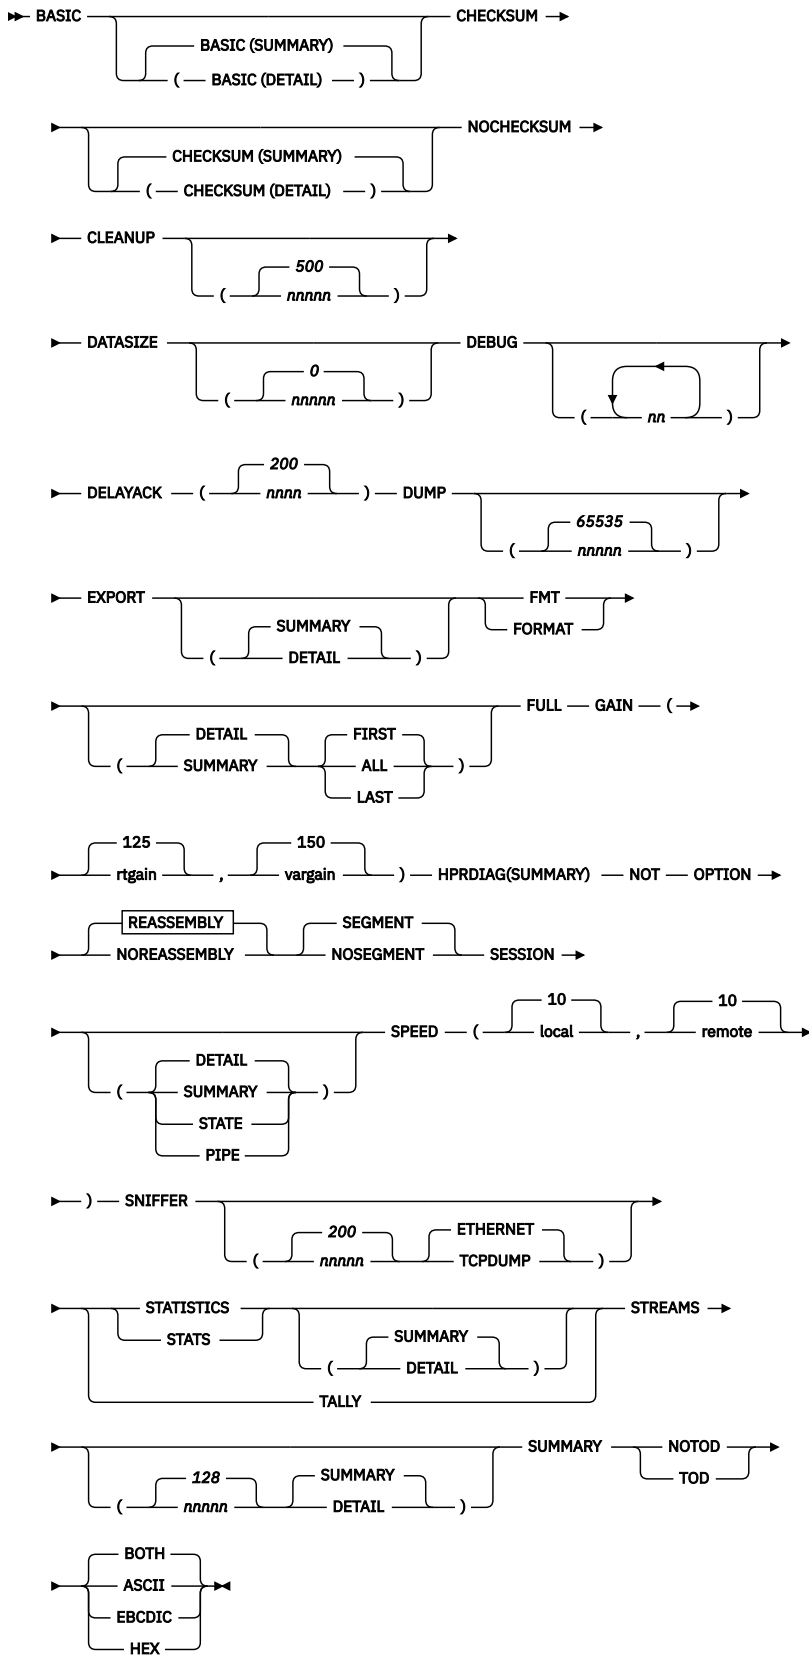 BASIC CHECKSUM
BASIC (SUMMARY)
( BASIC (DETAIL) )
NOCHECKSUM
CHECKSUM (SUMMARY)
( CHECKSUM (DETAIL) )
CLEANUP
500
( nnnnn )
DATASIZE DEBUG
0
( nnnnn ) ( nn )
200
DELAYACK ( nnnn ) DUMP
65535
( nnnnn )
EXPORT FMT
SUMMARY FORMAT
( DETAIL )
FULL GAIN (
DETAIL FIRST
( SUMMARY ALL )
LAST
125 150
rtgain , vargain ) HPRDIAG(SUMMARY) NOT OPTION
REASSEMBLY SEGMENT
NOREASSEMBLY NOSEGMENT SESSION
10 10
SPEED ( local , remote
DETAIL
( SUMMARY )
STATE
PIPE
) SNIFFER
200 ETHERNET
( nnnnn TCPDUMP )
STATISTICS STREAMS
STATS SUMMARY
( DETAIL )
TALLY
SUMMARY NOTOD
128 SUMMARY TOD
( nnnnn DETAIL )
BOTH
ASCII
EBCDIC
HEX